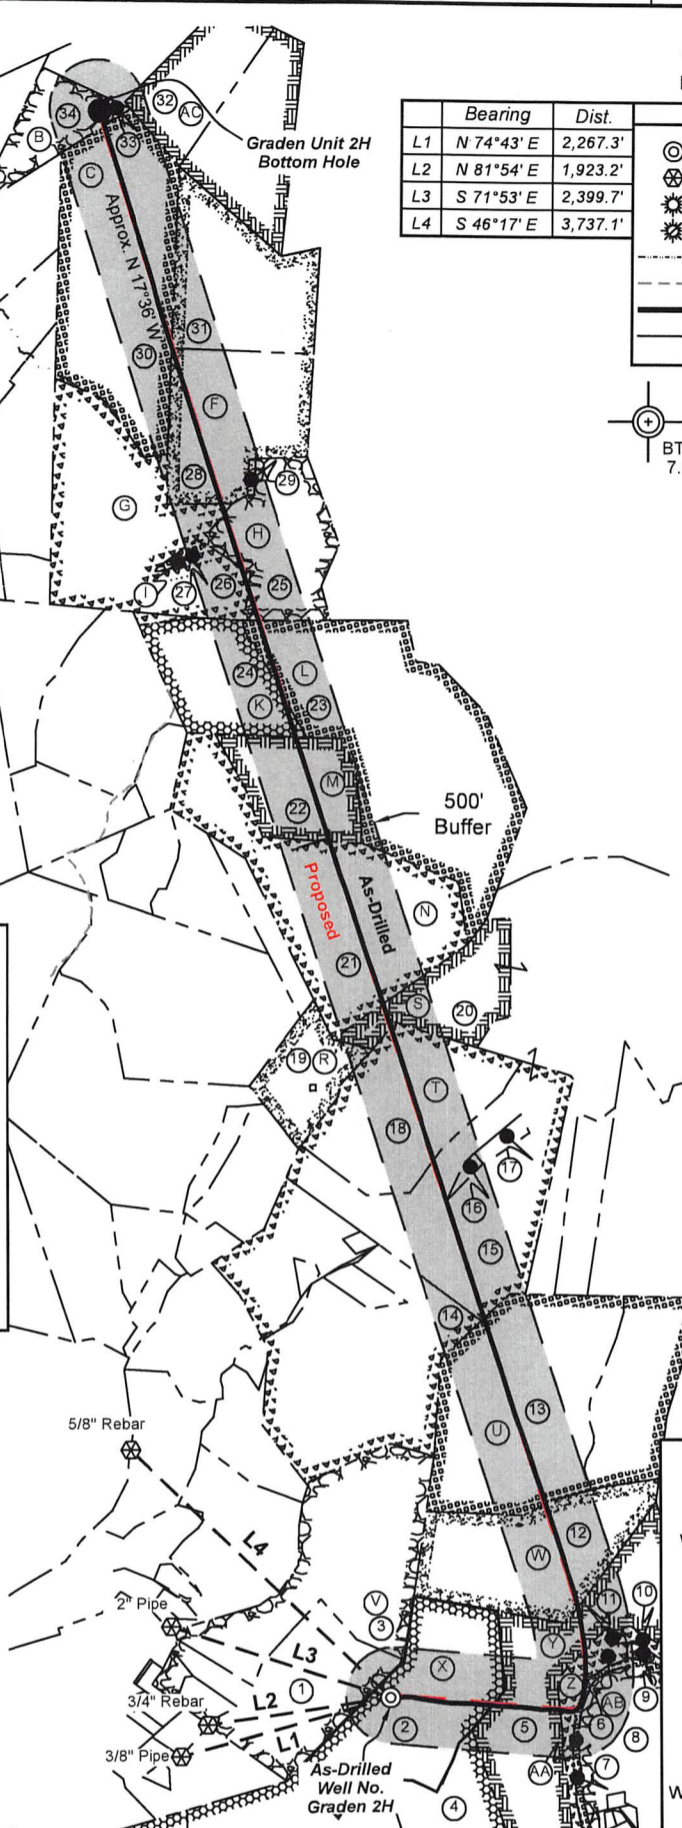 32
AC
34
B
33
C
Graden Unit 2H
Bottom Hole
Bearing Dist.
L1 N 74°43' E 2,267.3'
L2 N 81°54' E 1,923.2'
L3 S 71°53' E 2,399.7'
L4 S 46°17' E 3,737.1'
Approx. N 17°36' W
31
30
F
BT
7.
28
29
G
H
I
27
26
25
24
L
K
23
M
22
500'
Buffer
Proposed
As-Drilled
N
21
S
20
19
R
T
18
17
16
15
14
13
U
5/8" Rebar
L4
12
W
11
10
2" Pipe
V
3
Y
L3
X
1
Z
3/4" Rebar
L2
AB
9
L1
2
5
6
8
3/8" Pipe
As-Drilled
Well No.
Graden 2H
AA
7
4
W